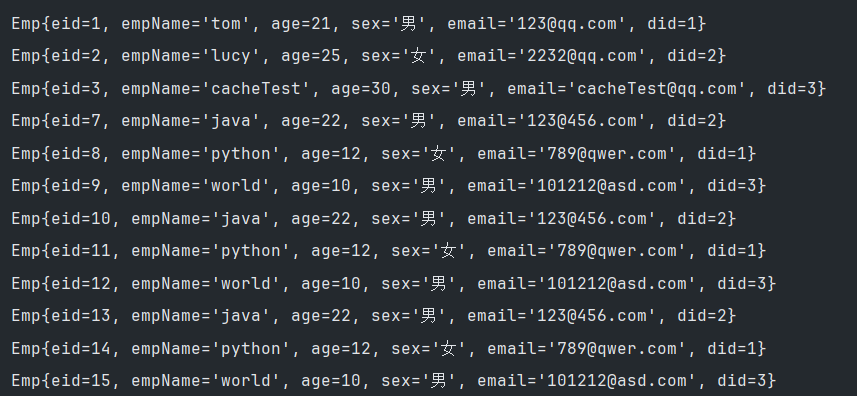 Emp{eid=1, empName='tom', age=21, sex='男', email='123@qq.com', did=1}
Emp{eid=2, empName='lucy', age=25, sex='女', email='2232@qq.com', did=2}
Emp{eid=3, empName='cacheTest', age=30, sex='男', email='cacheTest@qq.com', did=3}
Emp{eid=7, empName='java', age=22, sex='男', email='123@456.com', did=2}
Emp{eid=8, empName='python', age=12, sex='女', email='789@qwer.com', did=1}
Emp{eid=9, empName='world', age=10, sex='男', email='101212@asd.com', did=3}
Emp{eid=10, empName='java', age=22, sex='男', email='123@456.com', did=2}
Emp{eid=11, empName='python', age=12, sex='女', email='789@qwer.com', did=1}
Emp{eid=12, empName='world', age=10, sex='男', email='101212@asd.com', did=3}
Emp{eid=13, empName='java', age=22, sex='男', email='123@456.com', did=2}
Emp{eid=14, empName='python', age=12, sex='女', email='789@qwer.com', did=1}
Emp{eid=15, empName='world', age=10, sex='男', email='101212@asd.com', did=3}